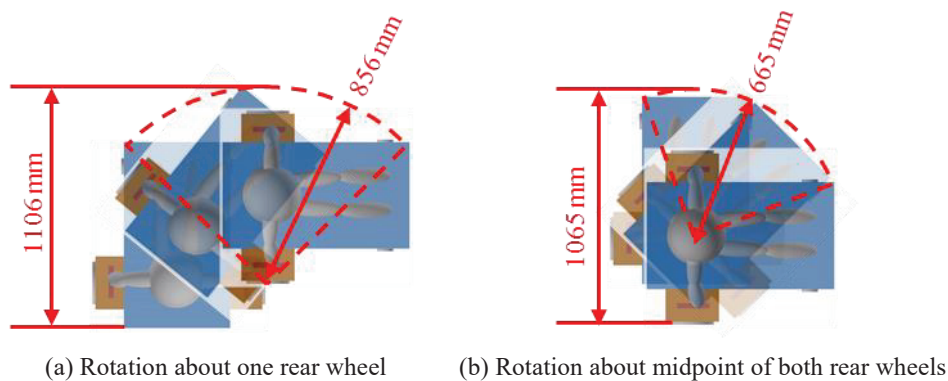 1106 mm
856 mm
1065 mm
665 mm
(a) Rotation about one rear wheel
(b) Rotation about midpoint of both rear wheels